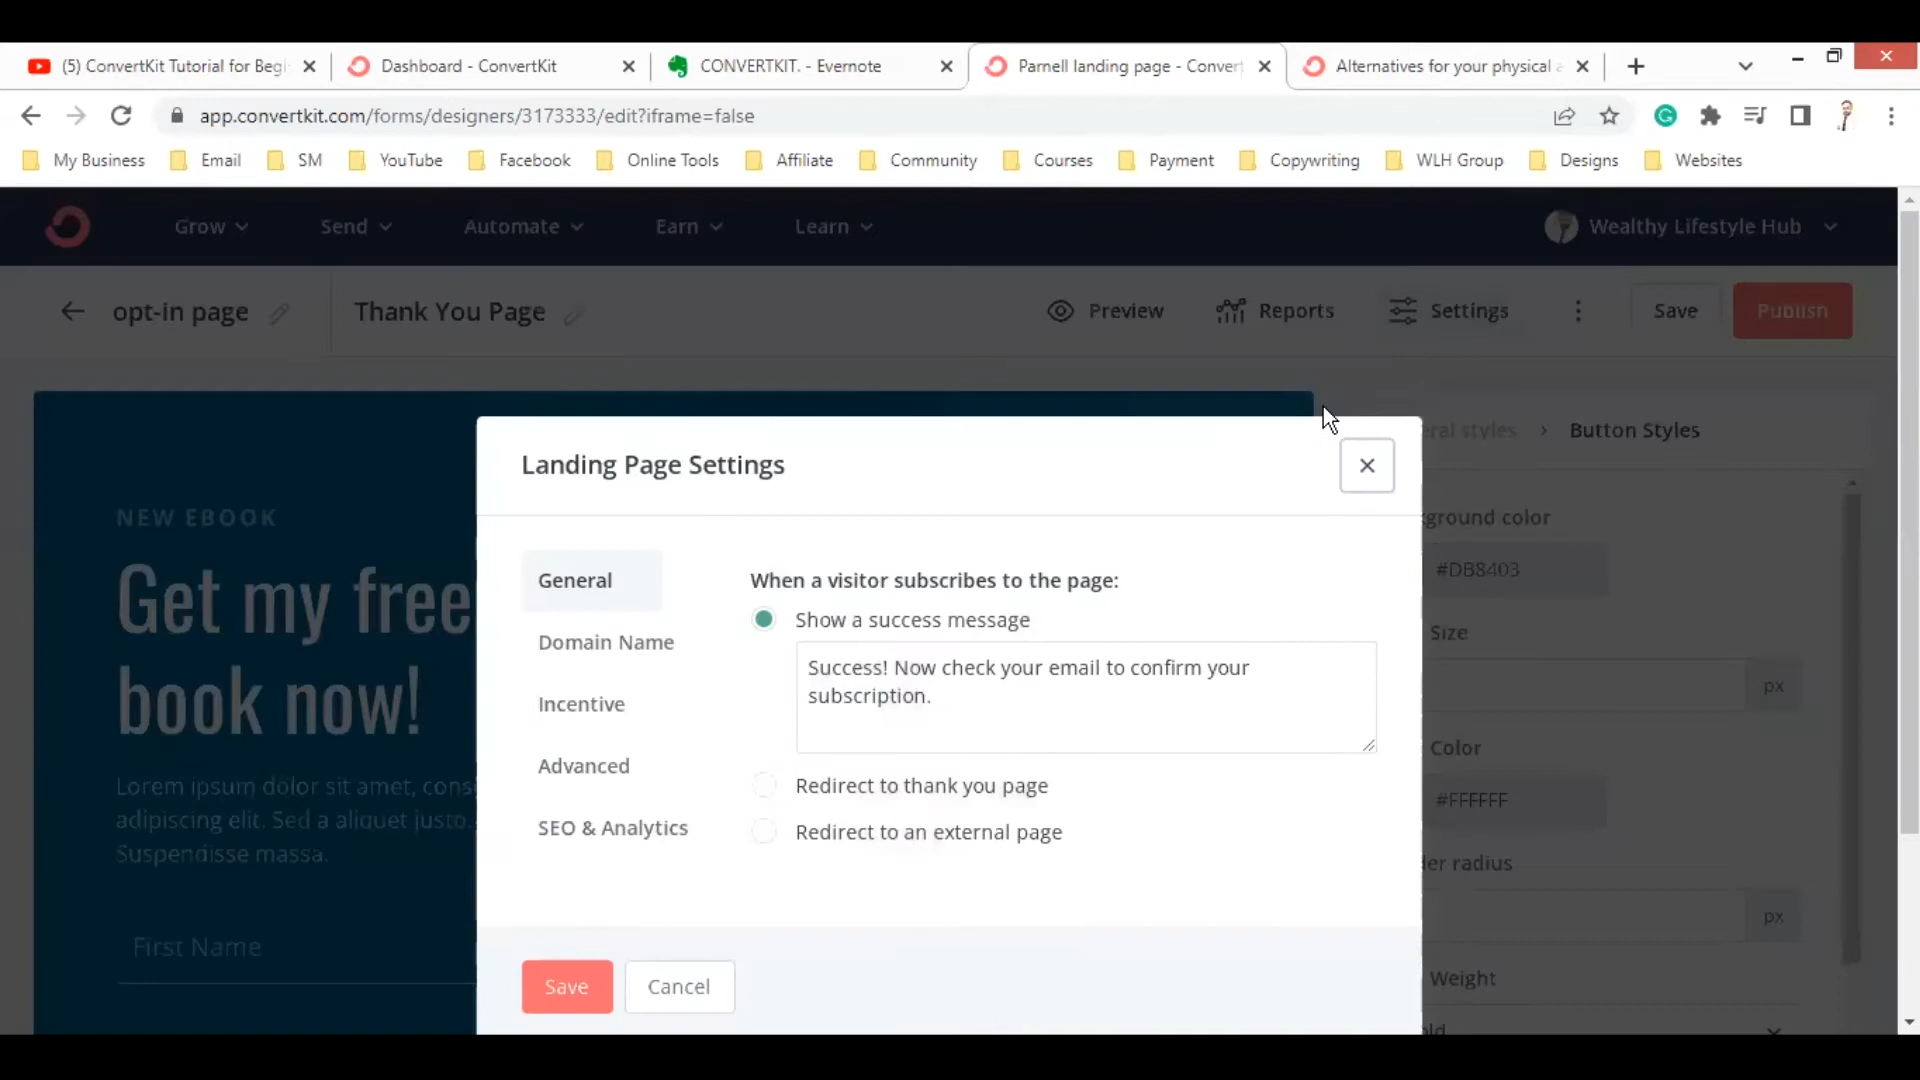 (5) ConvertKit Tutorial for Begi
Dashboard - ConvertKit
CONVERTKIT. - Evernote
Parnell landing page - Convert
Alternatives for your physical a
app.convertkit.com/forms/designers/3173333/edit?iframe=false
My Business
Email
SM
YouTube
Facebook
Online Tools
Affiliate
Community
Courses
Payment
Copywriting
WLH Group
Designs
Websites
Grow
Send
Automate
Earn
Learn
Wealthy Lifestyle Hub
opt-in page
Thank You Page
Preview
Reports
Settings
Save
Publish
NEW EBOOK
Get my free
book now!
Lorem ipsum dolor sit amet, cons
adipiscing elit. Sed a aliquet justo.
Suspendisse massa.
First Name
Landing Page Settings
General
Domain Name
Incentive
Advanced
SEO & Analytics
When a visitor subscribes to the page:
Show a success message
Success! Now check your email to confirm your
subscription.
Redirect to thank you page
Redirect to an external page
Save
Cancel
eral styles
Button Styles
ground color
#DB8403
Size
px
Color
#FFFFFF
der radius
px
Weight